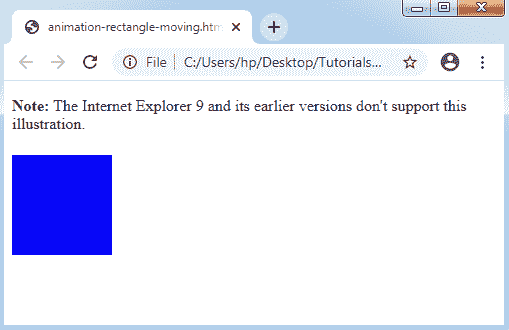 animation-rectangle-moving.htm
File
C:/Users/hp/Desktop/Tutorials...
Note: The Internet Explorer 9 and its earlier versions don't support this
illustration.